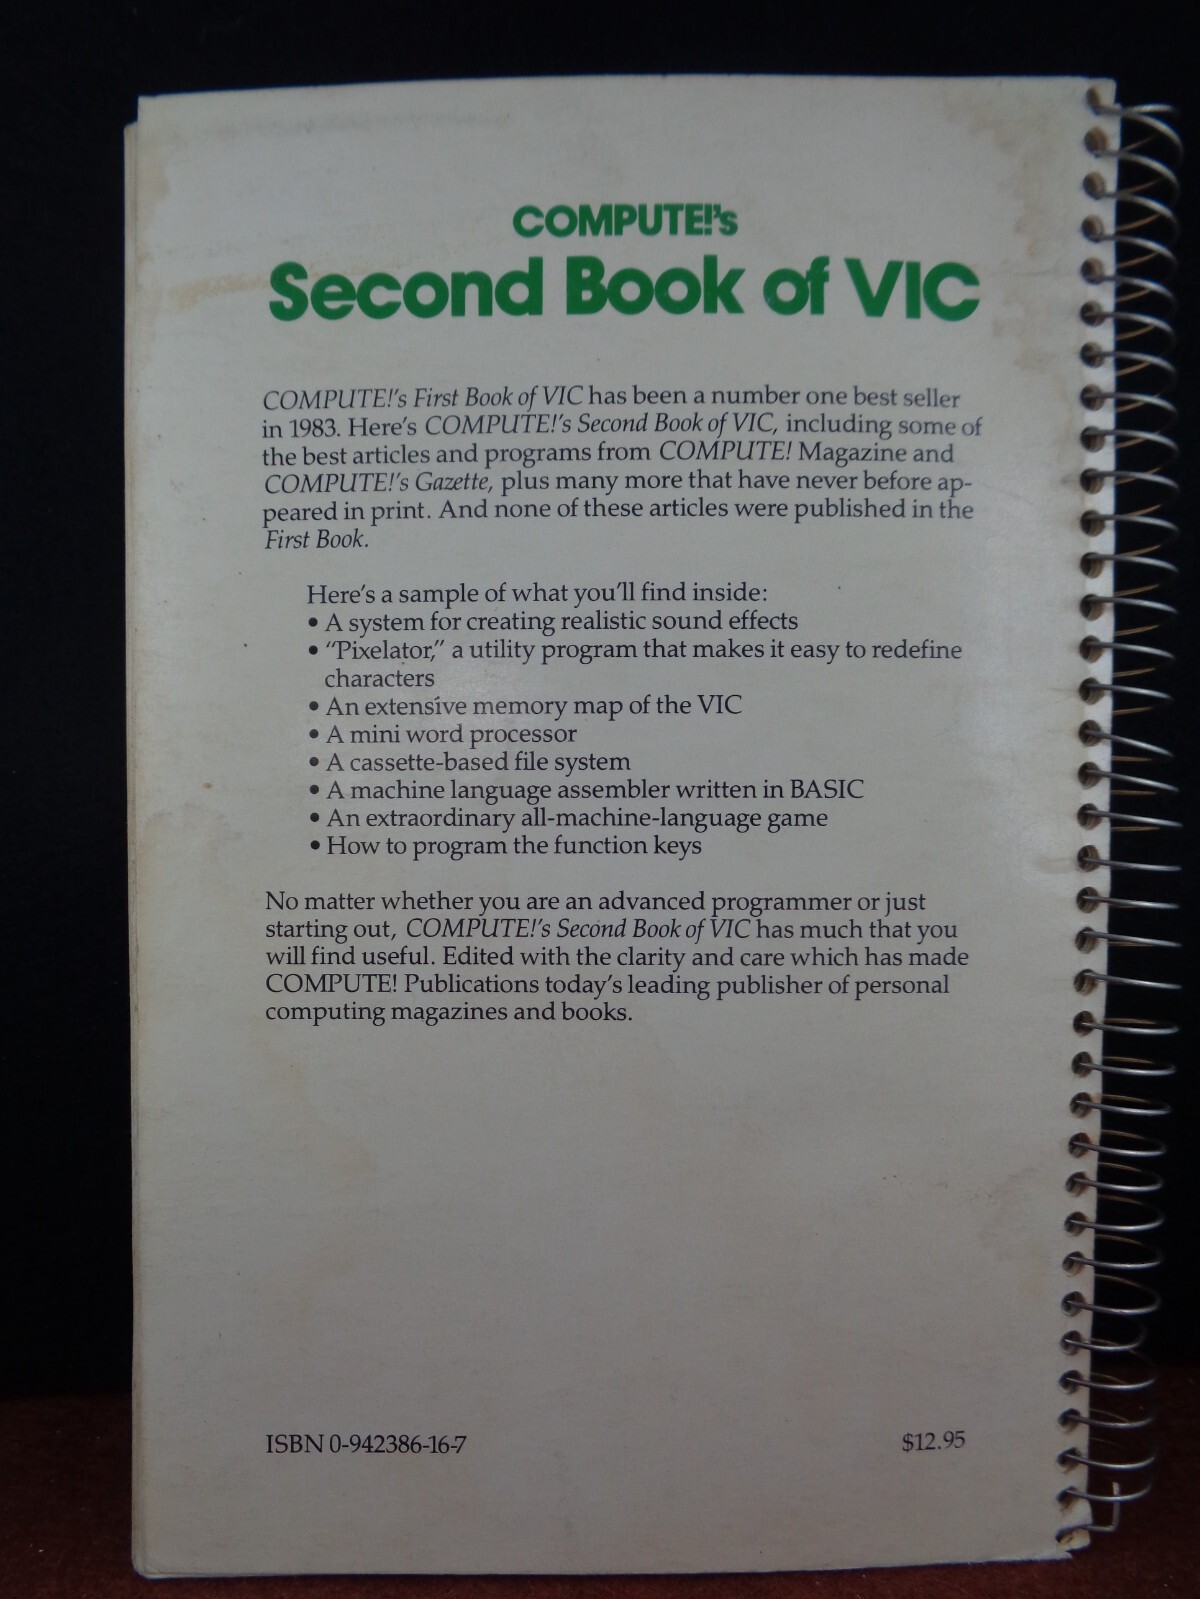 COMPUTE!'s
Second Book of VIC
COMPUTE!'s First Book of VIC has been a number one best seller
in 1983. Here's COMPUTE!'s Second Book of VIC, including some of
the best articles and programs from COMPUTE! Magazine and
COMPUTE!'s Gazette, plus many more that have never before ap-
peared in print. And none of these articles were published in the
First Book.
Here's a sample of what you'll find inside:
• A system for creating realistic sound effects
• "Pixelator," a utility program that makes it easy to redefine
characters
• An extensive memory map of the VIC
• A mini word processor
• A cassette-based file system
• A machine language assembler written in BASIC
• An extraordinary all-machine-language game
• How to program the function keys
No matter whether you are an advanced programmer or just
starting out, COMPUTE!'s Second Book of VIC has much that you
will find useful. Edited with the clarity and care which has made
COMPUTE! Publications today's leading publisher of personal
computing magazines and books.
ISBN 0-942386-16-7
$12.95